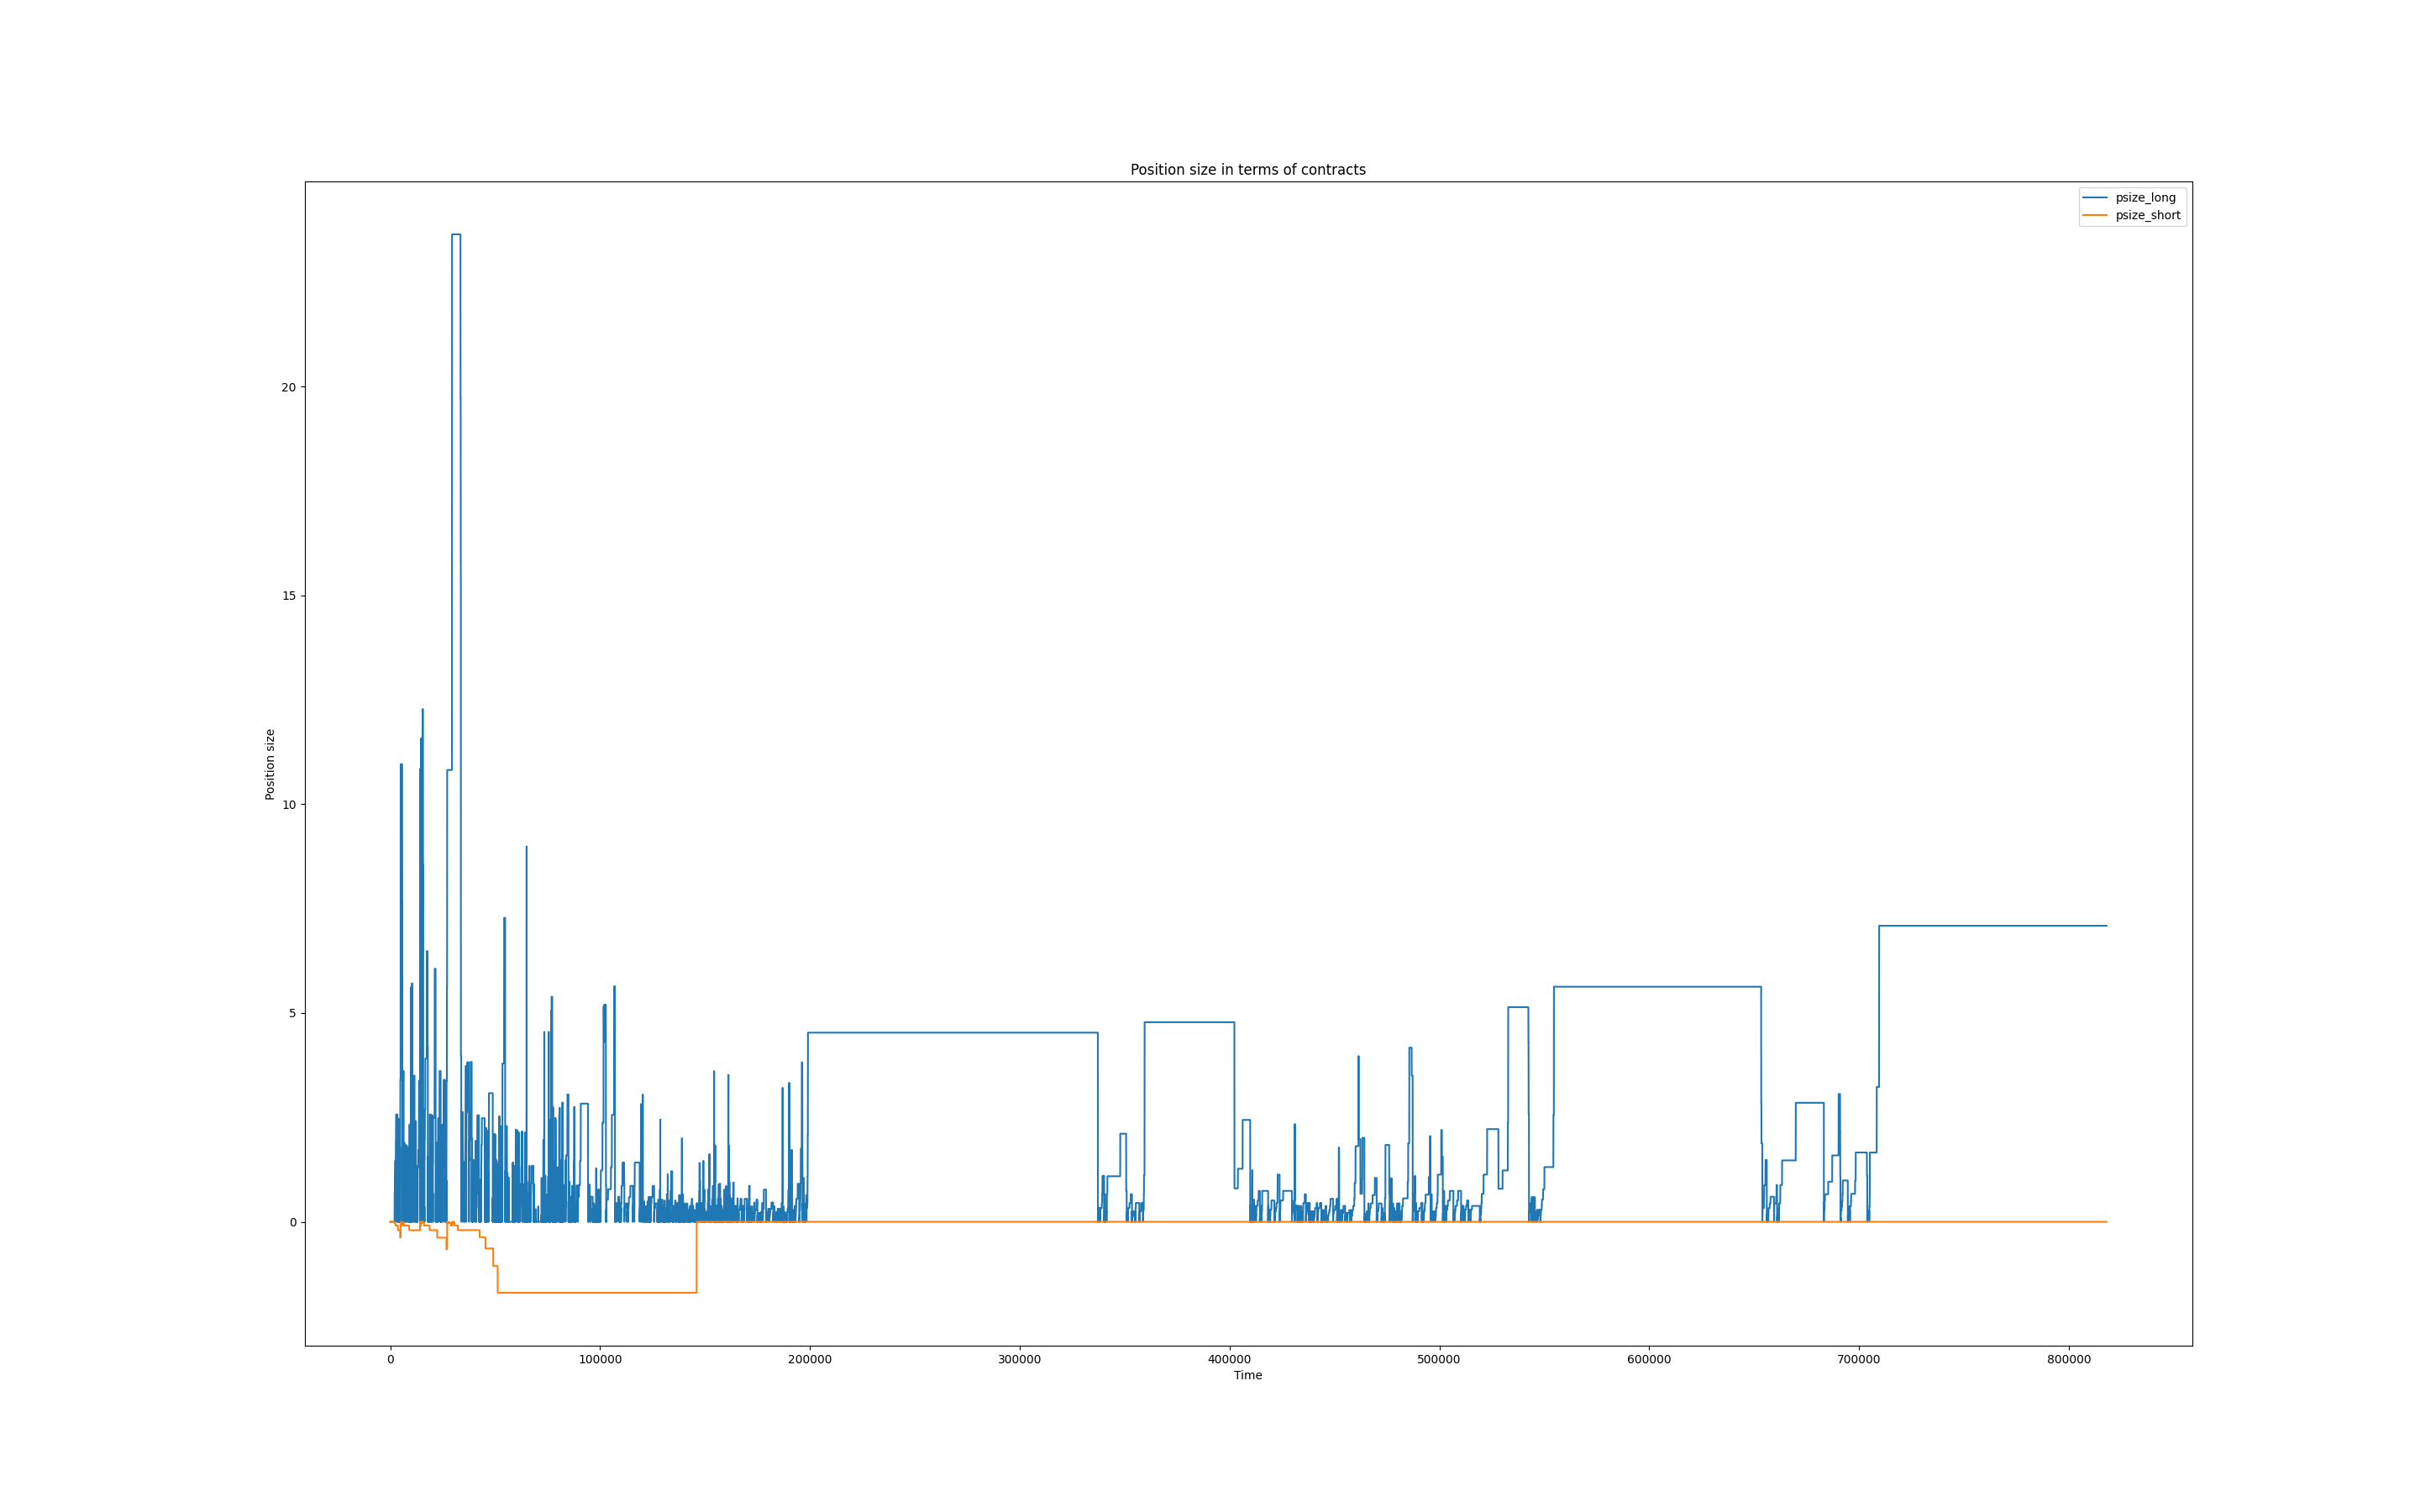 Position size in terms of contracts
psize_long
psize_short
Position size
20
15
10
5
0
0 100000 200000 300000 400000 500000 600000 700000 800000
Time